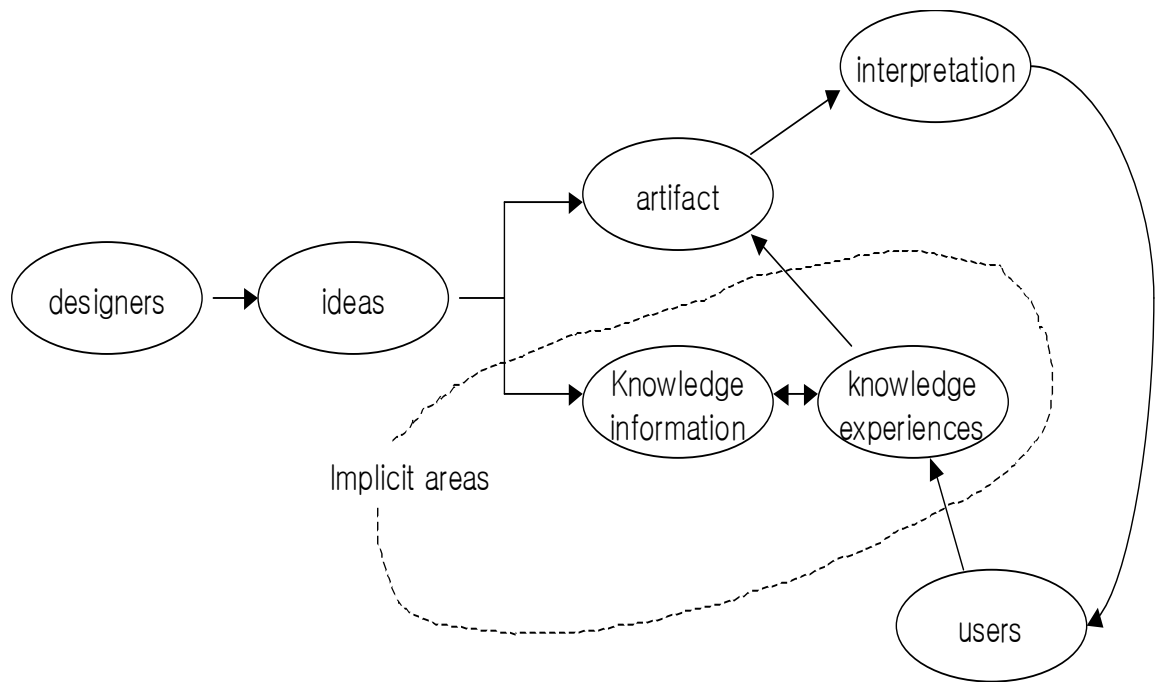 interpretation
artifact
designers
ideas
Knowledge
information
knowledge
experiences
Implicit areas
users